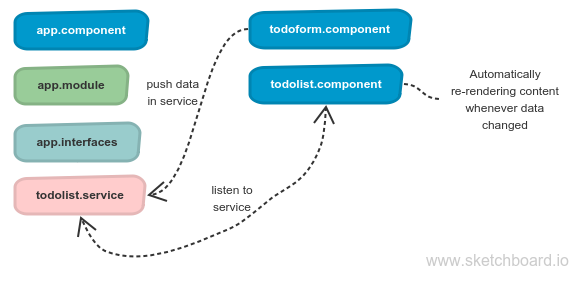 app.component
todoform.component
app.module
push data
in service
todolist.component
Automatically
re-rendering content
whenever data
changed
app.interfaces
todolist.service
listen to
service
www.sketchboard.io